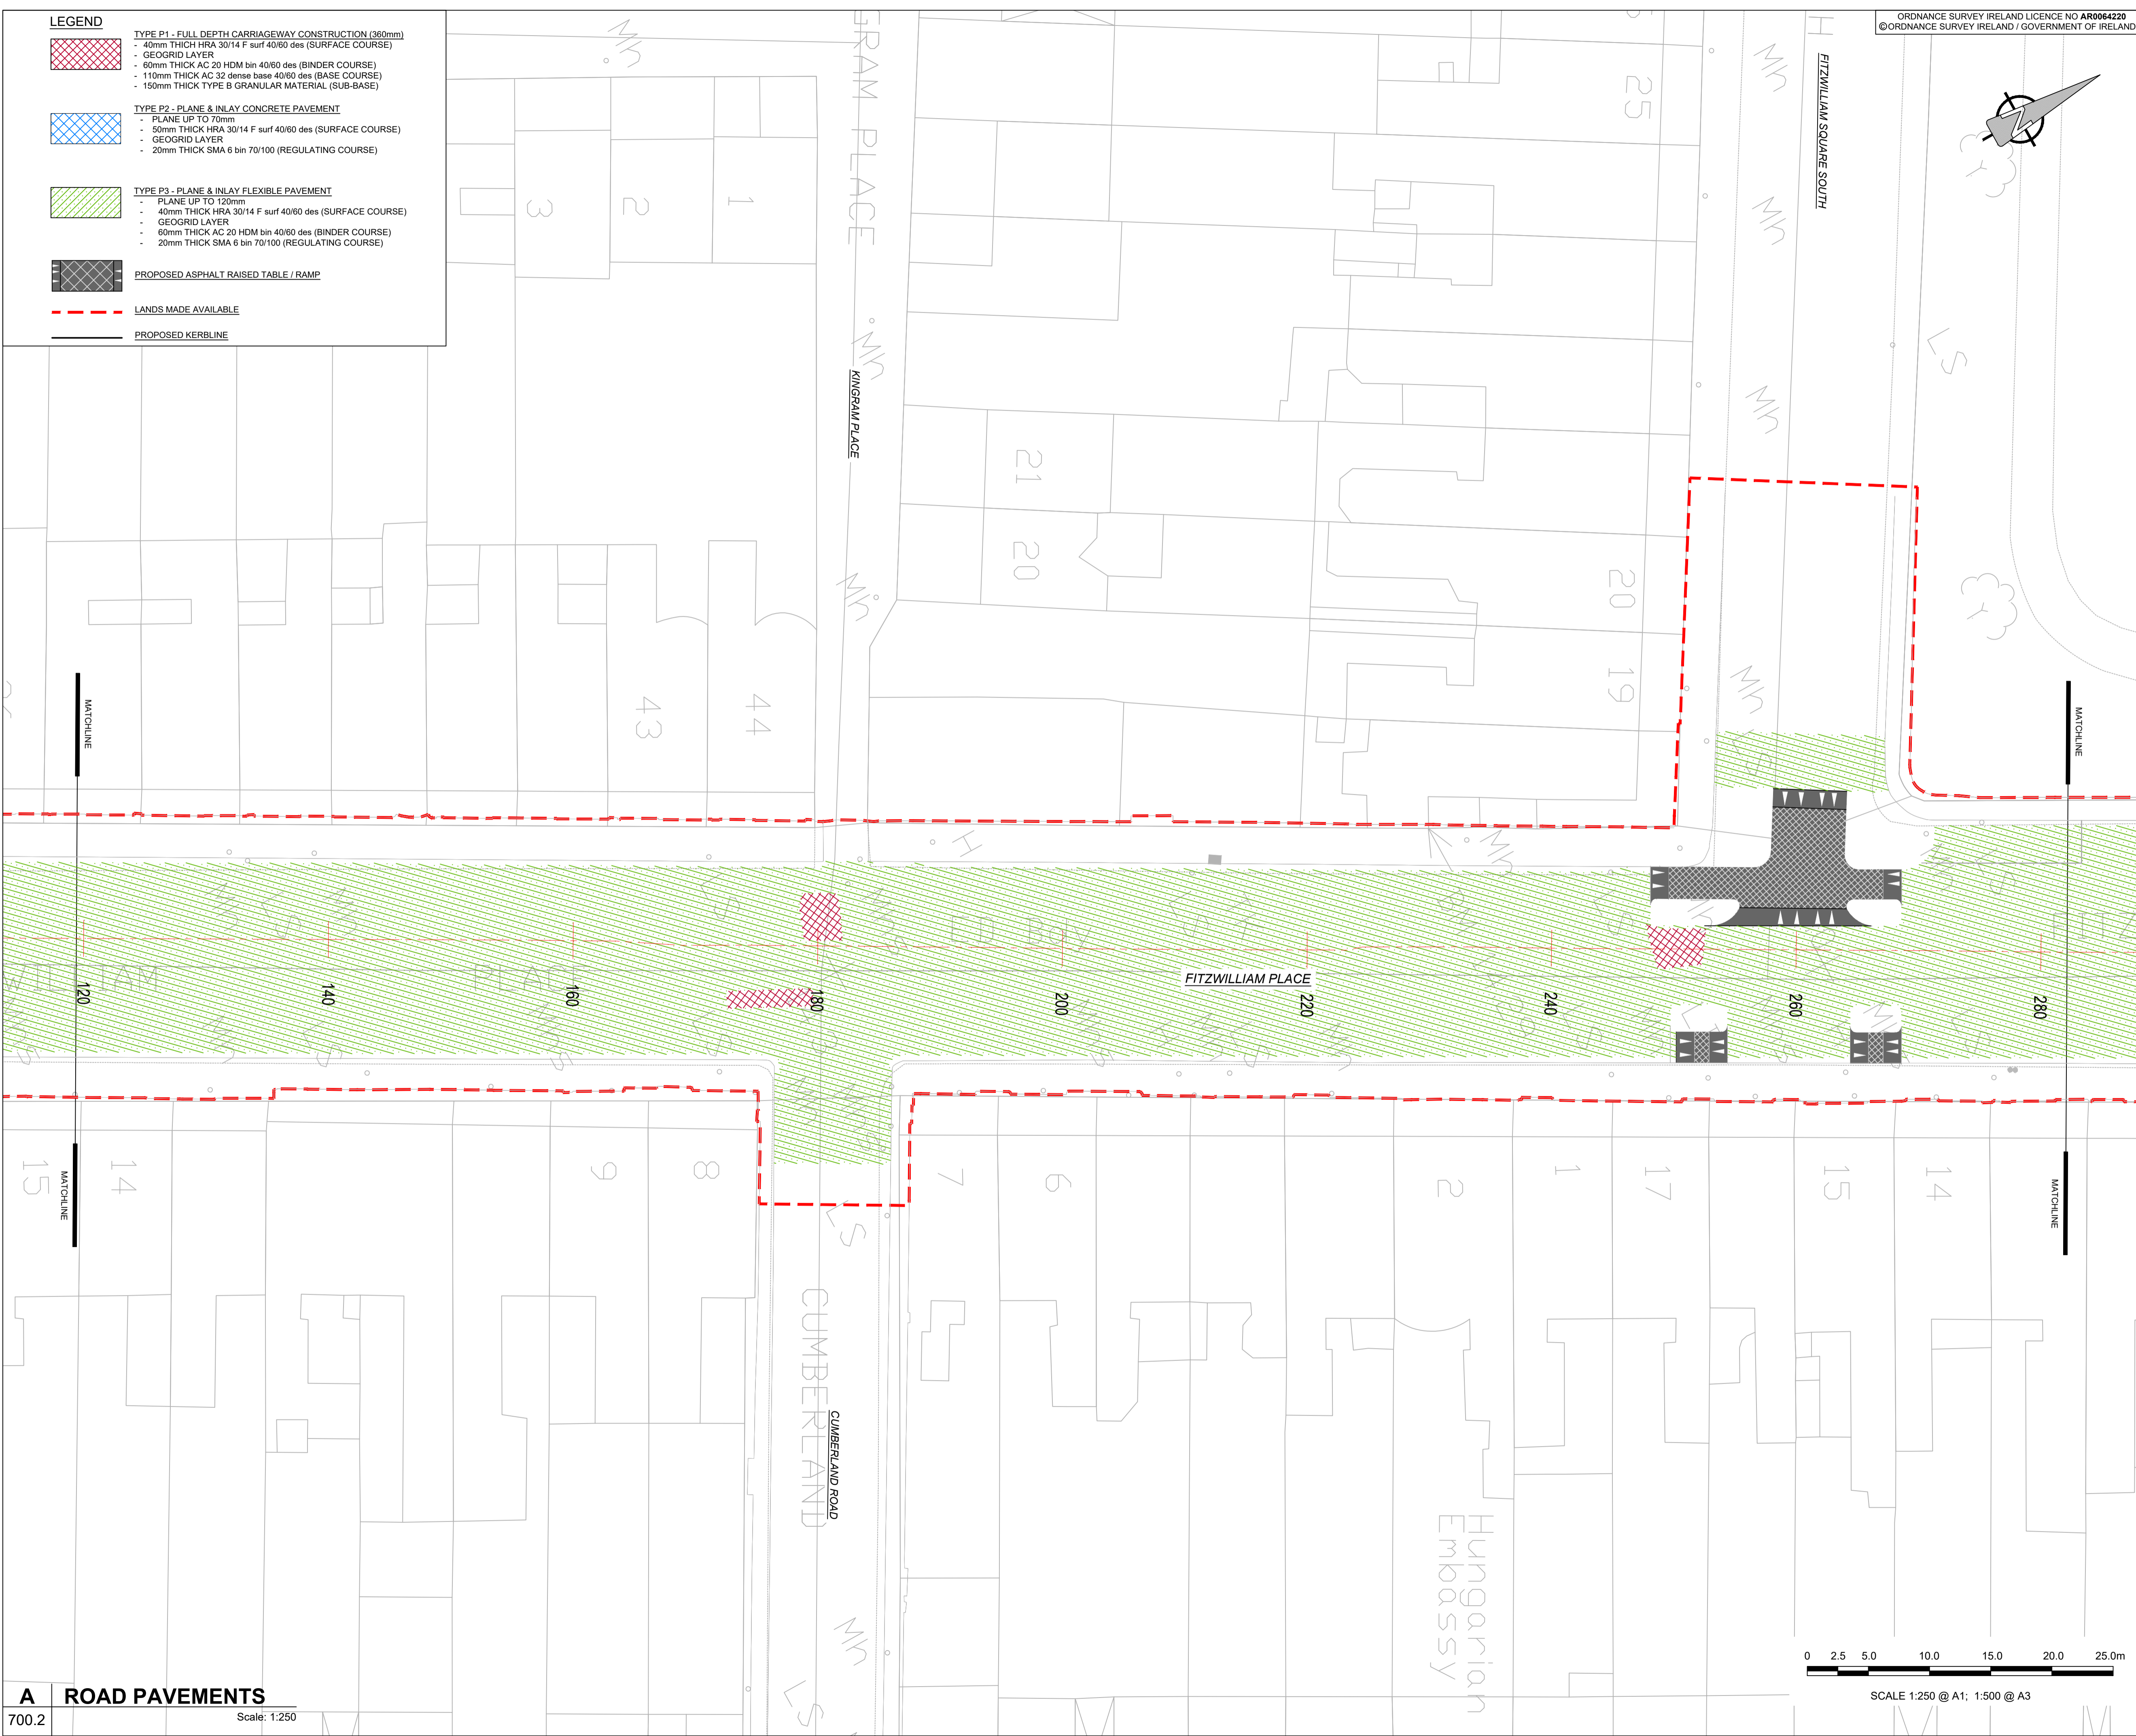 LEGEND
TYPE P1 - FULL DEPTH CARRIAGEWAY CONSTRUCTION (360mm)
- 40mm THICH HRA 30/14 F surf 40/60 des (SURFACE COURSE)
- GEOGRID LAYER
- 60mm THICK AC 20 HDM bin 40/60 des (BINDER COURSE)
- 110mm THICK AC 32 dense base 40/60 des (BASE COURSE)
- 150mm THICK TYPE B GRANULAR MATERIAL (SUB-BASE)
TYPE P2 - PLANE & INLAY CONCRETE PAVEMENT
- PLANE UP TO 70mm
- 50mm THICK HRA 30/14 F surf 40/60 des (SURFACE COURSE)
- GEOGRID LAYER
- 20mm THICK SMA 6 bin 70/100 (REGULATING COURSE)
TYPE P3 - PLANE & INLAY FLEXIBLE PAVEMENT
- PLANE UP TO 120mm
- 40mm THICK HRA 30/14 F surf 40/60 des (SURFACE COURSE)
- GEOGRID LAYER
- 60mm THICK AC 20 HDM bin 40/60 des (BINDER COURSE)
- 20mm THICK SMA 6 bin 70/100 (REGULATING COURSE)
PROPOSED ASPHALT RAISED TABLE / RAMP
LANDS MADE AVAILABLE
PROPOSED KERBLINE
ORDNANCE SURVEY IRELAND LICENCE NO AR0064220
©ORDNANCE SURVEY IRELAND / GOVERNMENT OF IRELAND
FITZWILLIAM SQUARE SOUTH
GRAM PLACE
KINGRAM PLACE
25
3
2
1
21
20
20
19
43
44
MATCHLINE
MATCHLINE
WILLIAM
PLACE
ED Bdy
FITZ
FITZWILLIAM PLACE
120
140
160
180
200
220
240
260
280
MATCHLINE
MATCHLINE
15
14
9
8
7
6
2
1
17
15
14
CUMBERLAND
CUMBERLAND ROAD
Hungarian
Embassy
0 2.5 5.0 10.0 15.0 20.0 25.0m
SCALE 1:250 @ A1; 1:500 @ A3
A ROAD PAVEMENTS
700.2 Scale: 1:250